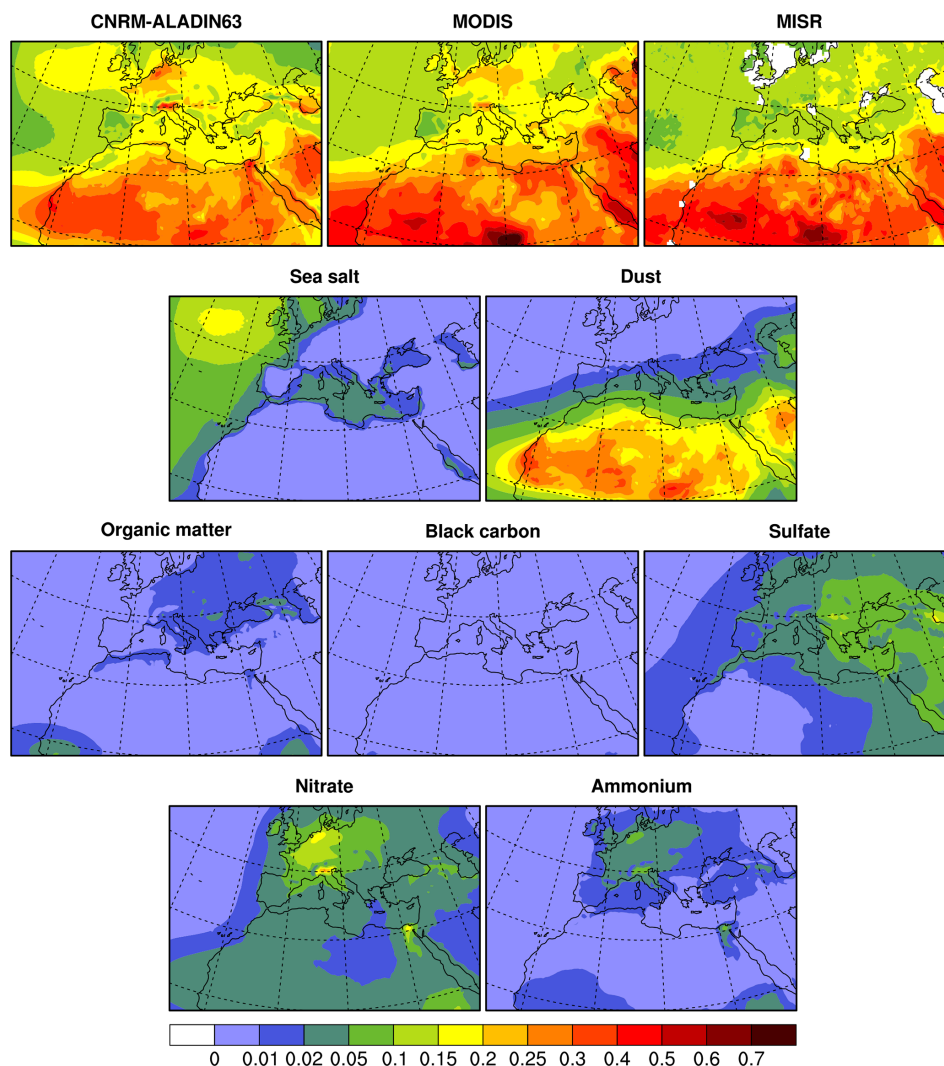 CNRM-ALADIN63 MODIS MISR
Sea salt Dust
Organic matter Black carbon Sulfate
Nitrate Ammonium
0 0.01 0.02 0.05 0.1 0.15 0.2 0.25 0.3 0.4 0.5 0.6 0.7